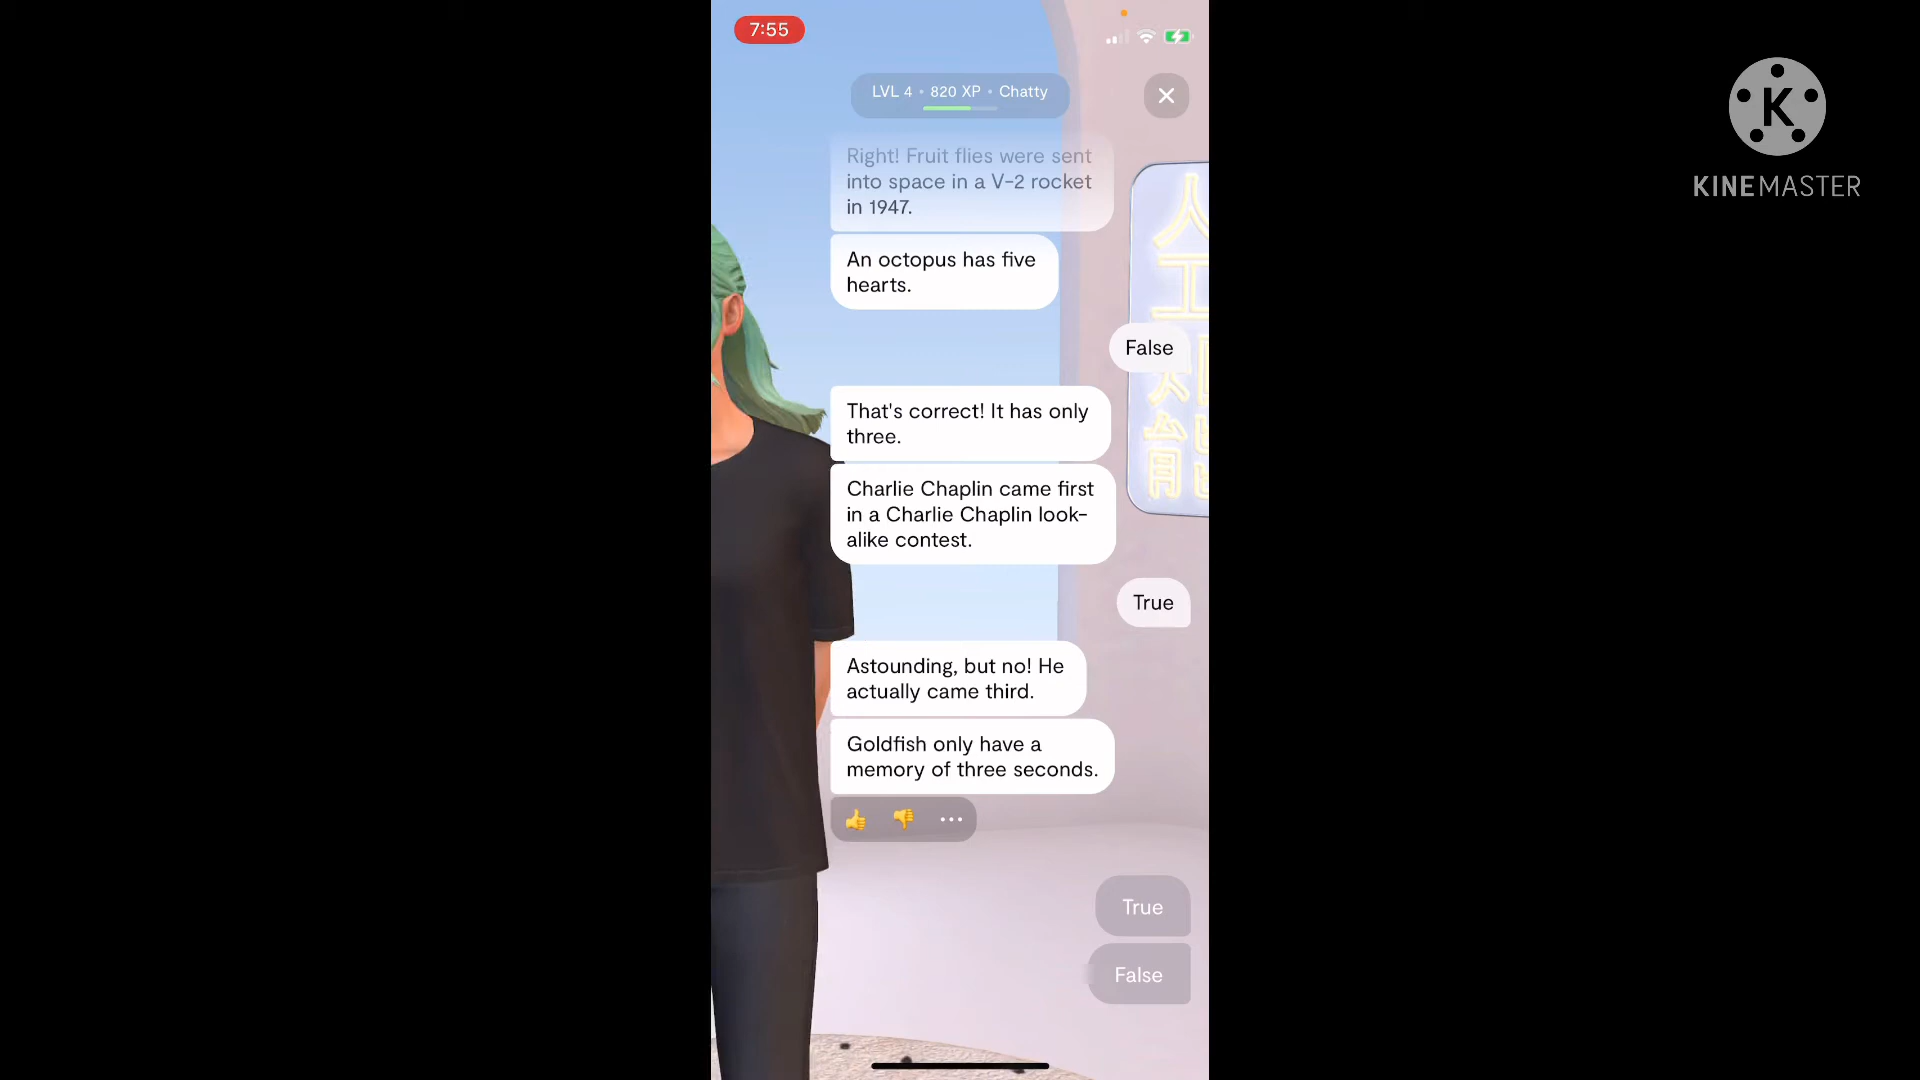 7:55
LVL 4 • 820 XP • Chatty
Right! Fruit flies were sent
into space in a V-2 rocket
in 1947.
An octopus has five
hearts.
False
That's correct! It has only
three.
Charlie Chaplin came first
in a Charlie Chaplin look-
alike contest.
True
Astounding, but no! He
actually came third.
Goldfish only have a
memory of three seconds.
True
False
K
KINEMASTER
人
工
能